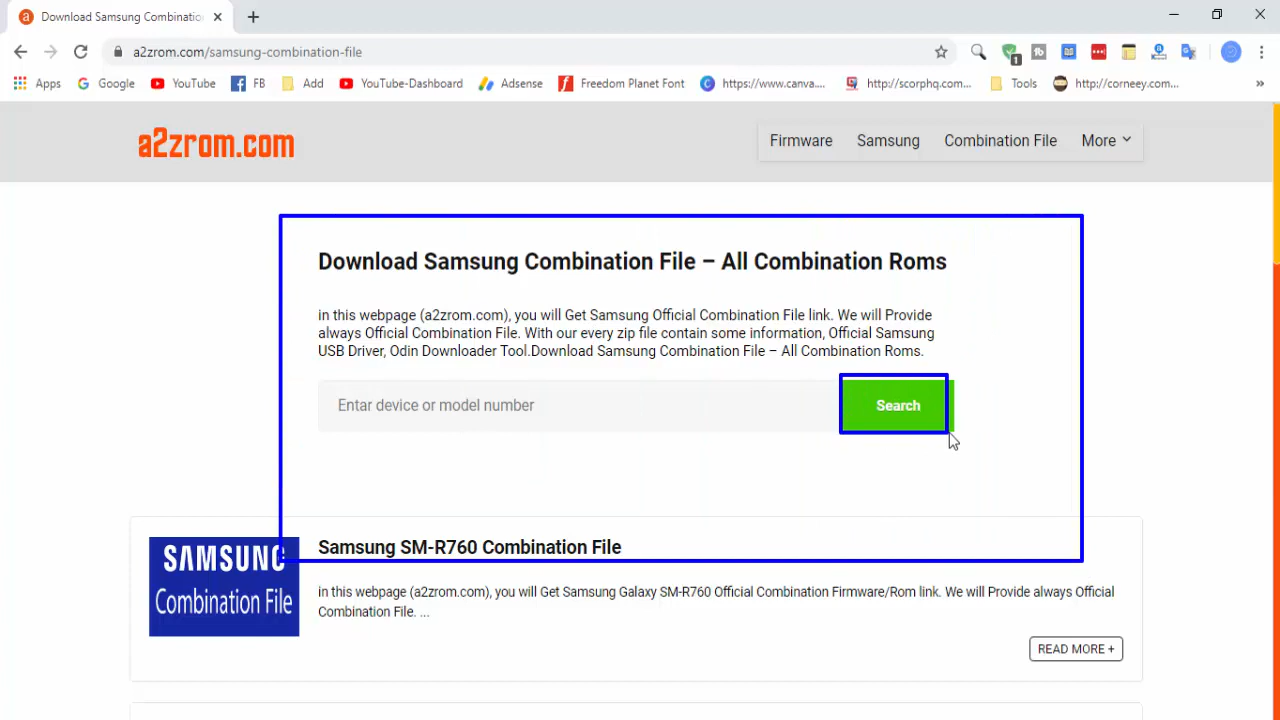 Download Samsung Combinatio
a2zrom.com/samsung-combination-file
1
Apps Google YouTube FB Add YouTube-Dashboard Adsense Freedom Planet Font https://www.canva.... http://scorphq.com... Tools http://corneey.com... »
a2zrom.com
Firmware Samsung Combination File More
Download Samsung Combination File – All Combination Roms
in this webpage (a2zrom.com), you will Get Samsung Official Combination File link. We will Provide
always Official Combination File. With our every zip file contain some information, Official Samsung
USB Driver, Odin Downloader Tool.Download Samsung Combination File – All Combination Roms.
Entar device or model number
Search
SAMSUNG
Combination File
Samsung SM-R760 Combination File
in this webpage (a2zrom.com), you will Get Samsung Galaxy SM-R760 Official Combination Firmware/Rom link. We will Provide always Official
Combination File. ...
READ MORE +